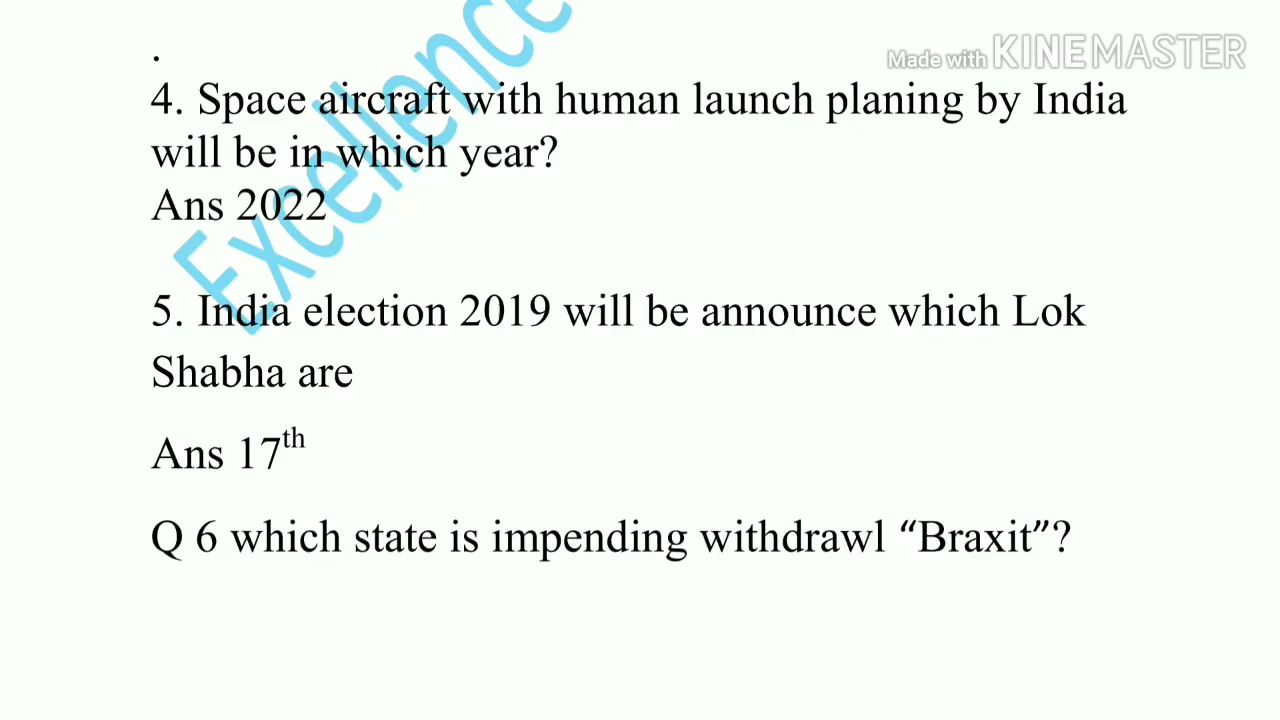 Made with KINEMASTER
Excellence
.
4. Space aircraft with human launch planing by India
will be in which year?
Ans 2022
5. India election 2019 will be announce which Lok
Shabha are
Ans 17th
Q 6 which state is impending withdrawl “Braxit”?